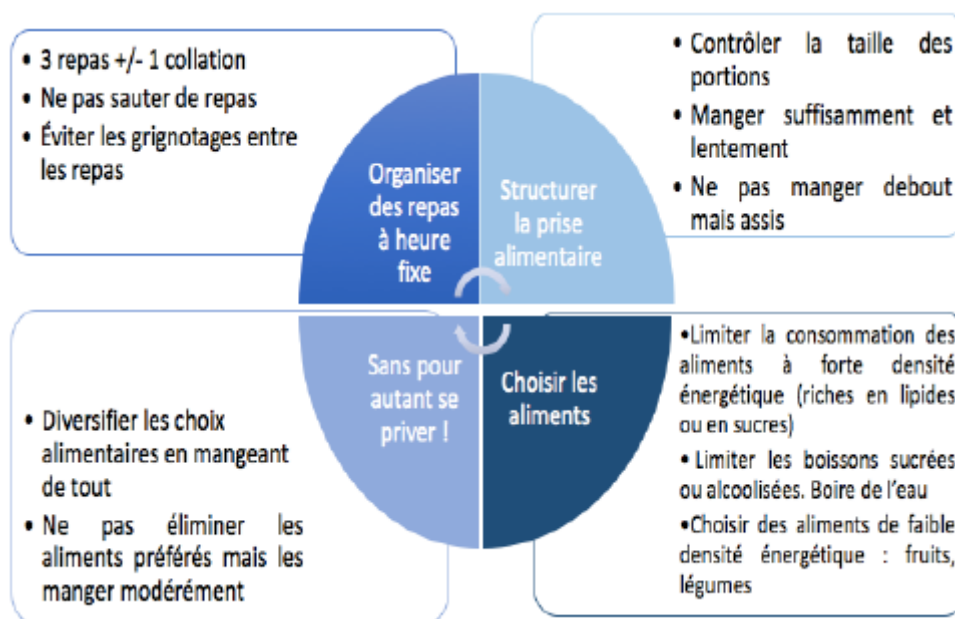 • 3 repas +/- 1 collation
• Ne pas sauter de repas
• Éviter les grignotages entre
les repas
Organiser
des repas
à heure
fixe
Structurer
la prise
alimentaire
• Contrôler la taille des
portions
• Manger suffisamment et
lentement
• Ne pas manger debout
mais assis
• Diversifier les choix
alimentaires en mangeant
de tout
• Ne pas éliminer les
aliments préférés mais les
manger modérément
Sans pour
autant se
priver !
Choisir les
aliments
•Limiter la consommation des
aliments à forte densité
énergétique (riches en lipides
ou en sucres)
• Limiter les boissons sucrées
ou alcoolisées. Boire de l'eau
•Choisir des aliments de faible
densité énergétique : fruits,
légumes